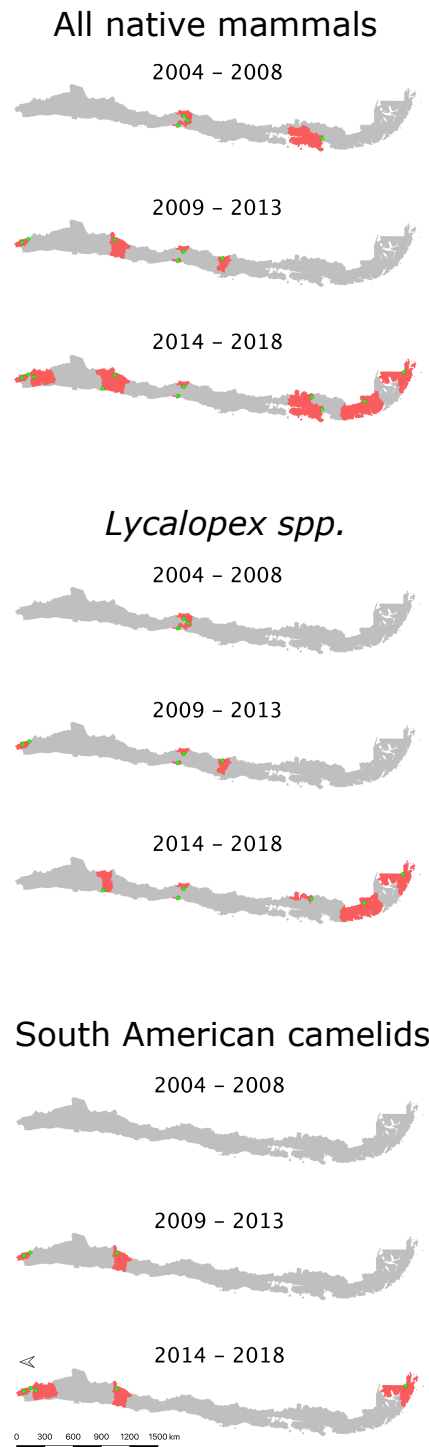 All native mammals
2004 – 2008
2009 – 2013
2014 – 2018
Lycalopex spp.
2004 – 2008
2009 – 2013
2014 – 2018
South American camelids
2004 – 2008
2009 – 2013
2014 – 2018
0 300 600 900 1200 1500 km